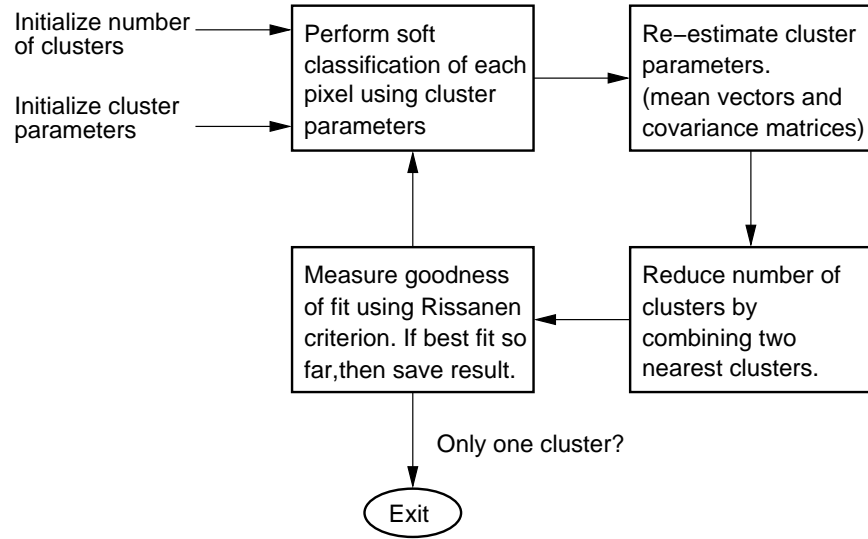 Initialize number
of clusters
Initialize cluster
parameters
Perform soft
classification of each
pixel using cluster
parameters
Re−estimate cluster
parameters.
(mean vectors and
covariance matrices)
Measure goodness
of fit using Rissanen
criterion. If best fit so
far,then save result.
Reduce number of
clusters by
combining two
nearest clusters.
Only one cluster?
Exit